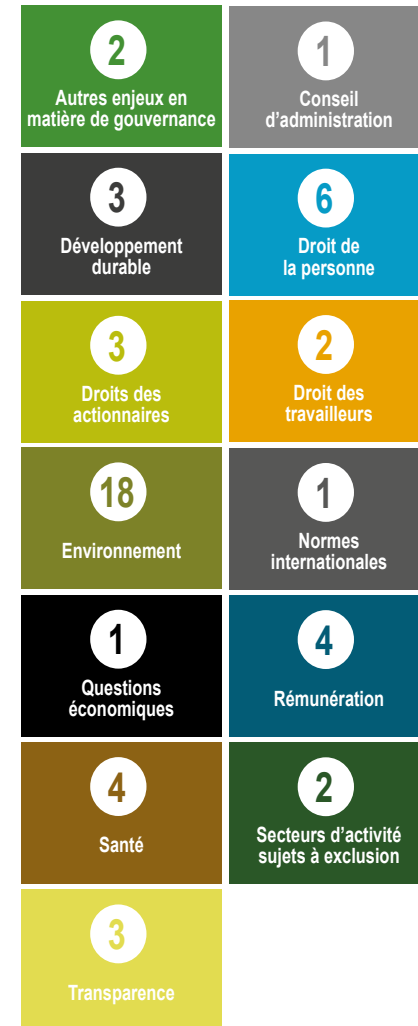 2
Autres enjeux en
matière de gouvernance
1
Conseil
d'administration
3
Développement
durable
6
Droit de
la personne
3
Droits des
actionnaires
2
Droit des
travailleurs
18
Environnement
1
Normes
internationales
1
Questions
économiques
4
Rémunération
4
Santé
2
Secteurs d'activité
sujets à exclusion
3
Transparence